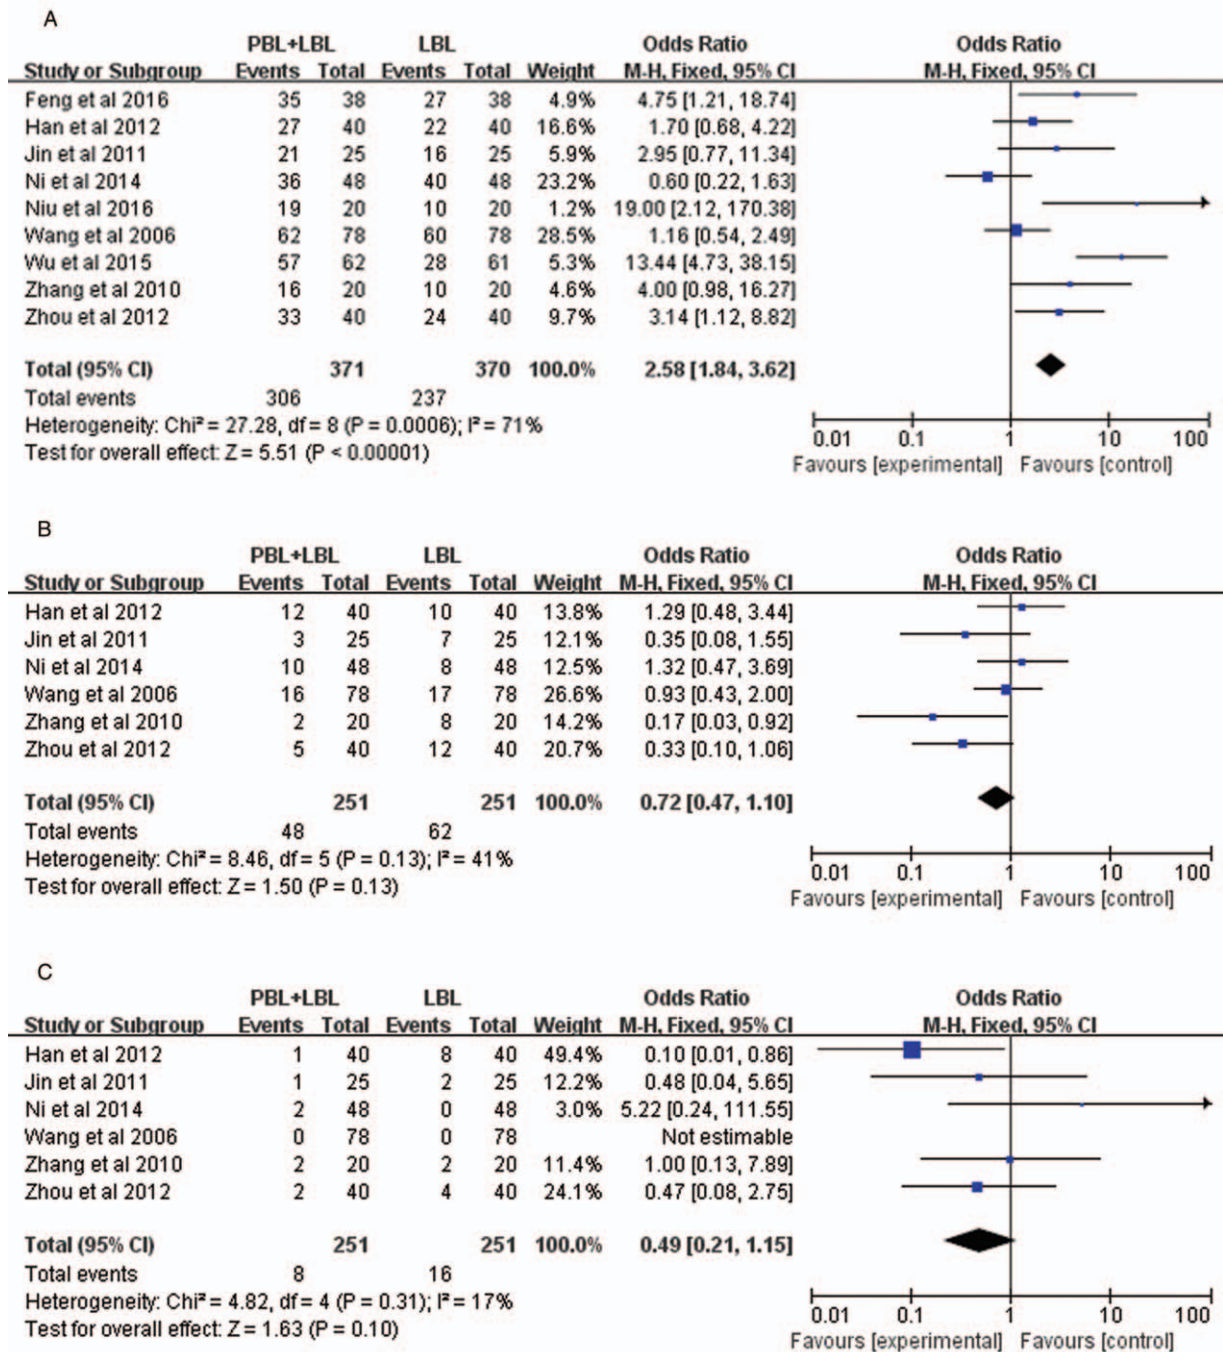 A
PBL+LBL LBL Odds Ratio Odds Ratio
Study or Subgroup Events Total Events Total Weight M-H, Fixed, 95% CI M-H, Fixed, 95% CI
Feng et al 2016 35 38 27 38 4.9% 4.75 [1.21, 18.74]
Han et al 2012 27 40 22 40 16.6% 1.70 [0.68, 4.22]
Jin et al 2011 21 25 16 25 5.9% 2.95 [0.77, 11.34]
Ni et al 2014 36 48 40 48 23.2% 0.60 [0.22, 1.63]
Niu et al 2016 19 20 10 20 1.2% 19.00 [2.12, 170.38]
Wang et al 2006 62 78 60 78 28.5% 1.16 [0.54, 2.49]
Wu et al 2015 57 62 28 61 5.3% 13.44 [4.73, 38.15]
Zhang et al 2010 16 20 10 20 4.6% 4.00 [0.98, 16.27]
Zhou et al 2012 33 40 24 40 9.7% 3.14 [1.12, 8.82]
Total (95% CI) 371 370 100.0% 2.58 [1.84, 3.62]
Total events 306 237
Heterogeneity: Chi² = 27.28, df = 8 (P = 0.0006); I² = 71%
Test for overall effect: Z = 5.51 (P < 0.00001)
0.01 0.1 1 10 100
Favours [experimental] Favours [control]
B
PBL+LBL LBL Odds Ratio Odds Ratio
Study or Subgroup Events Total Events Total Weight M-H, Fixed, 95% CI M-H, Fixed, 95% CI
Han et al 2012 12 40 10 40 13.8% 1.29 [0.48, 3.44]
Jin et al 2011 3 25 7 25 12.1% 0.35 [0.08, 1.55]
Ni et al 2014 10 48 8 48 12.5% 1.32 [0.47, 3.69]
Wang et al 2006 16 78 17 78 26.6% 0.93 [0.43, 2.00]
Zhang et al 2010 2 20 8 20 14.2% 0.17 [0.03, 0.92]
Zhou et al 2012 5 40 12 40 20.7% 0.33 [0.10, 1.06]
Total (95% CI) 251 251 100.0% 0.72 [0.47, 1.10]
Total events 48 62
Heterogeneity: Chi² = 8.46, df = 5 (P = 0.13); I² = 41%
Test for overall effect: Z = 1.50 (P = 0.13)
0.01 0.1 1 10 100
Favours [experimental] Favours [control]
C
PBL+LBL LBL Odds Ratio Odds Ratio
Study or Subgroup Events Total Events Total Weight M-H, Fixed, 95% CI M-H, Fixed, 95% CI
Han et al 2012 1 40 8 40 49.4% 0.10 [0.01, 0.86]
Jin et al 2011 1 25 2 25 12.2% 0.48 [0.04, 5.65]
Ni et al 2014 2 48 0 48 3.0% 5.22 [0.24, 111.55]
Wang et al 2006 0 78 0 78 Not estimable
Zhang et al 2010 2 20 2 20 11.4% 1.00 [0.13, 7.89]
Zhou et al 2012 2 40 4 40 24.1% 0.47 [0.08, 2.75]
Total (95% CI) 251 251 100.0% 0.49 [0.21, 1.15]
Total events 8 16
Heterogeneity: Chi² = 4.82, df = 4 (P = 0.31); I² = 17%
Test for overall effect: Z = 1.63 (P = 0.10)
0.01 0.1 1 10 100
Favours [experimental] Favours [control]